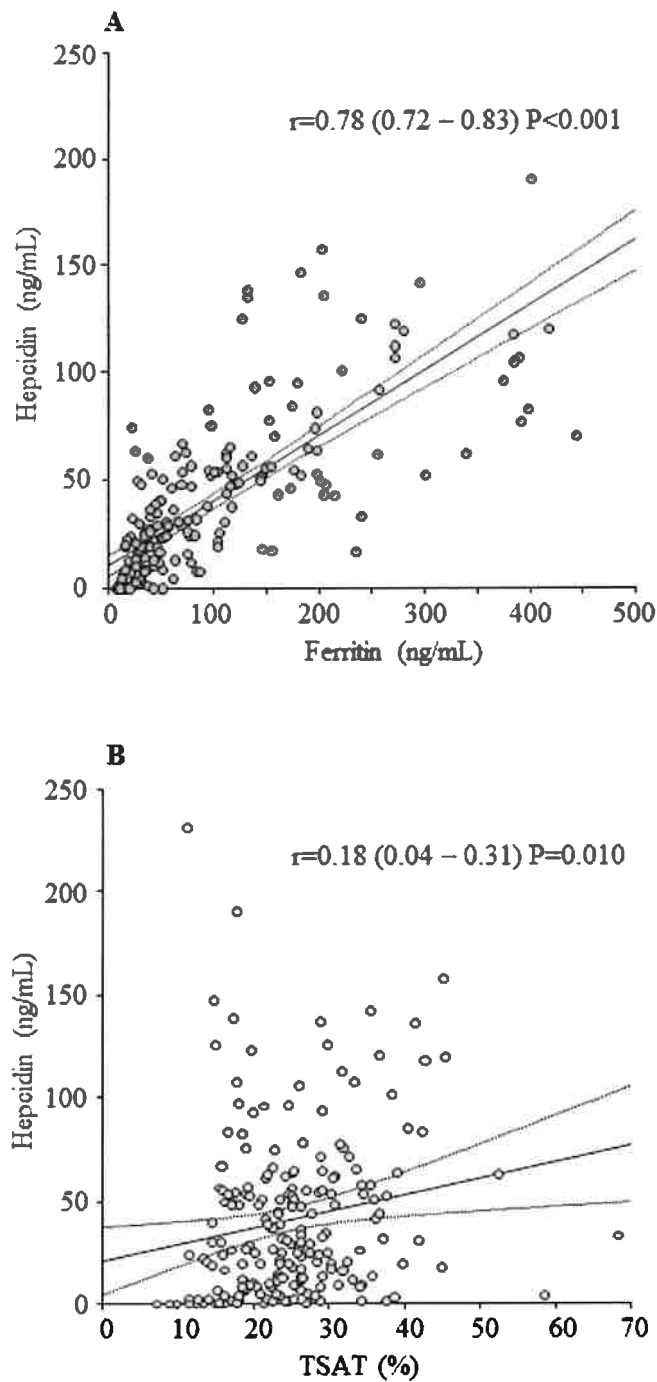 A
250
r=0.78 (0.72 – 0.83) P<0.001
200
150
Hepcidin (ng/mL)
100
50
0
0 100 200 300 400 500
Ferritin (ng/mL)
B
250
r=0.18 (0.04 – 0.31) P=0.010
200
150
Hepcidin (ng/mL)
100
50
0
0 10 20 30 40 50 60 70
TSAT (%)